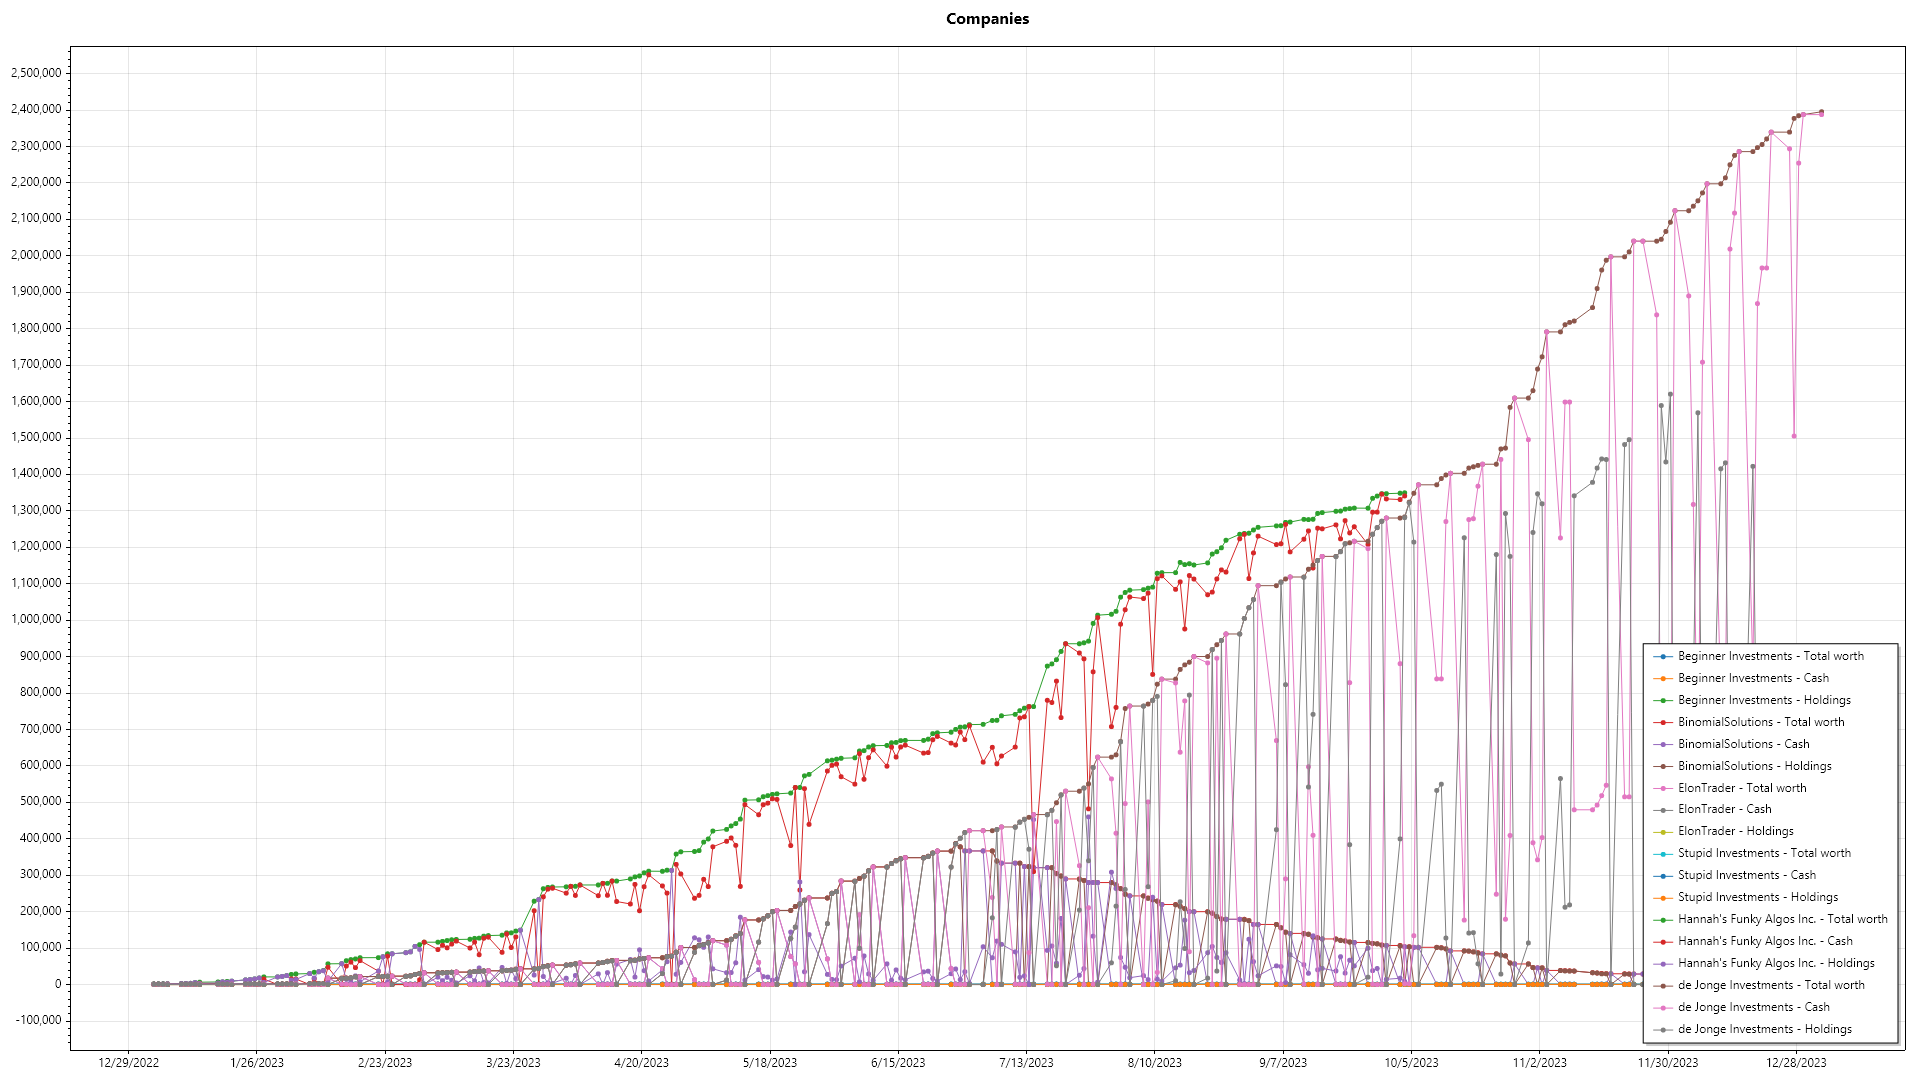 Companies
2,500,000
2,400,000
2,300,000
2,200,000
2,100,000
2,000,000
1,900,000
1,800,000
1,700,000
1,600,000
1,500,000
1,400,000
1,300,000
1,200,000
1,100,000
1,000,000
900,000
800,000
700,000
600,000
500,000
400,000
300,000
200,000
100,000
0
-100,000
Beginner Investments - Total worth
Beginner Investments - Cash
Beginner Investments - Holdings
BinomialSolutions - Total worth
BinomialSolutions - Cash
BinomialSolutions - Holdings
ElonTrader - Total worth
ElonTrader - Cash
ElonTrader - Holdings
Stupid Investments - Total worth
Stupid Investments - Cash
Stupid Investments - Holdings
Hannah's Funky Algos Inc. - Total worth
Hannah's Funky Algos Inc. - Cash
Hannah's Funky Algos Inc. - Holdings
de Jonge Investments - Total worth
de Jonge Investments - Cash
de Jonge Investments - Holdings
12/29/2022 1/26/2023 2/23/2023 3/23/2023 4/20/2023 5/18/2023 6/15/2023 7/13/2023 8/10/2023 9/7/2023 10/5/2023 11/2/2023 11/30/2023 12/28/2023